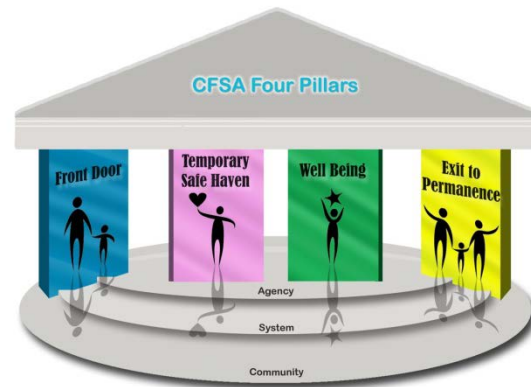 CFSA Four Pillars
Front Door
Temporary
Safe Haven
Well Being
Exit to
Permanence
Agency
System
Community